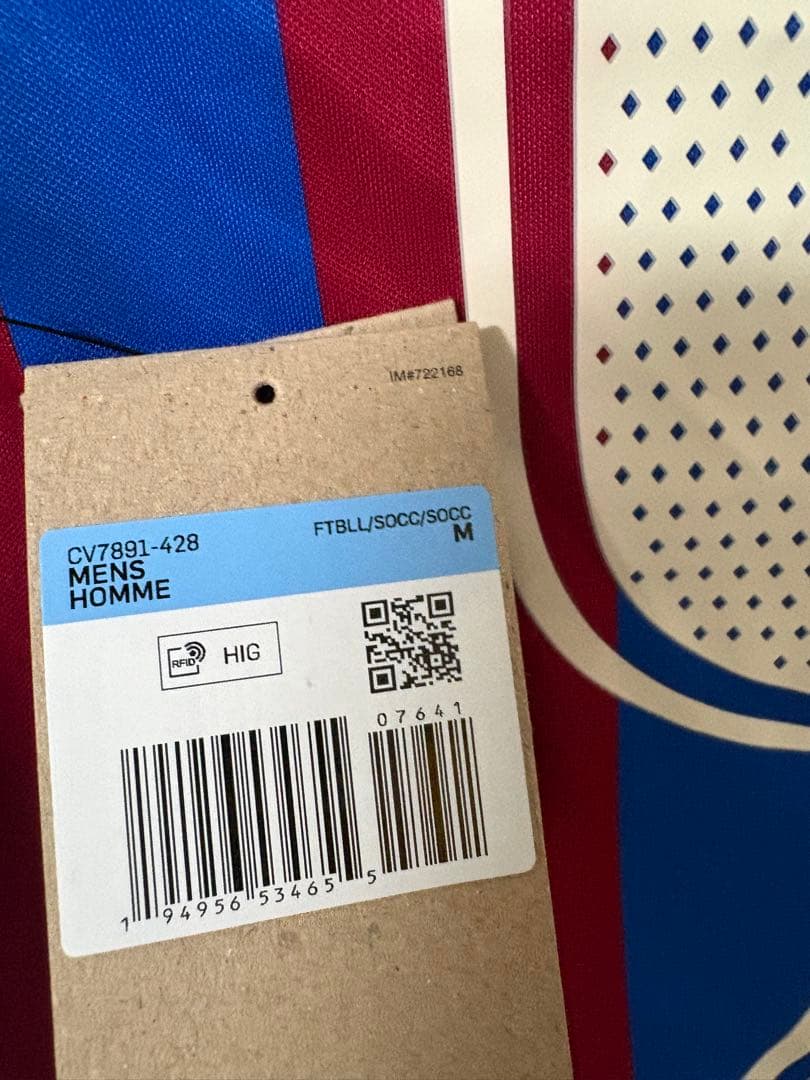 IM#722168
CV7891-428
FTBLL/SOCC/SOCC
MENS
M
HOMME
RFID
HIG
07641
1 94956 53465 5